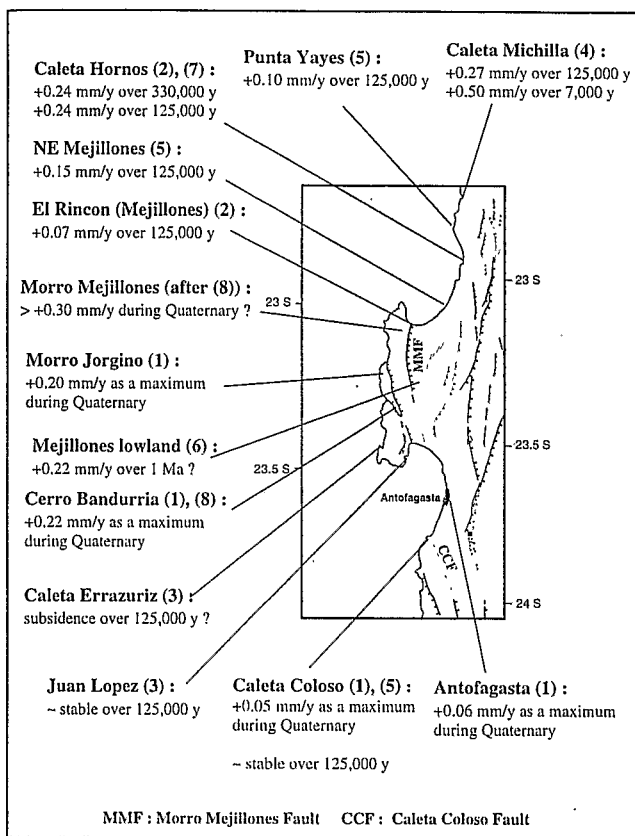 Caleta Hornos (2), (7) :
+0.24 mm/y over 330,000 y
+0.24 mm/y over 125,000 y
Punta Yayes (5) :
+0.10 mm/y over 125,000 y
Caleta Michilla (4) :
+0.27 mm/y over 125,000 y
+0.50 mm/y over 7,000 y
NE Mejillones (5) :
+0.15 mm/y over 125,000 y
El Rincon (Mejillones) (2) :
+0.07 mm/y over 125,000 y
Morro Mejillones (after (8)) :
> +0.30 mm/y during Quaternary ?
Morro Jorgino (1) :
+0.20 mm/y as a maximum
during Quaternary
Mejillones lowland (6) :
+0.22 mm/y over 1 Ma ?
Cerro Bandurria (1), (8) :
+0.22 mm/y as a maximum
during Quaternary
Caleta Errazuriz (3) :
subsidence over 125,000 y ?
Juan Lopez (3) :
~ stable over 125,000 y
Caleta Coloso (1), (5) :
+0.05 mm/y as a maximum
during Quaternary
~ stable over 125,000 y
Antofagasta (1) :
+0.06 mm/y as a maximum
during Quaternary
23 S
23 S
MMF
23.5 S
23.5 S
Antofagasta
CCF
24 S
MMF : Morro Mejillones Fault CCF : Caleta Coloso Fault